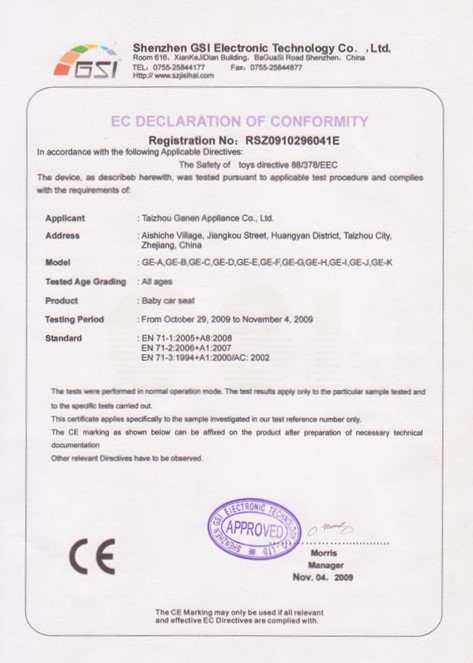 GSI
Shenzhen GSI Electronic Technology Co. ,Ltd.
Room 616, XianKeJiDian Building, BaGuaSi Road Shenzhen, China
TEL: 0755-25844177 Fax: 0755-25844877
Http:// www.szjisihai.com
EC DECLARATION OF CONFORMITY
Registration No: RSZ0910296041E
In accordance with the following Applicable Directives:
The Safety of toys directive 88/378/EEC
The device, as describeb herewith, was tested pursuant to applicable test procedure and complies
with the requirements of:
Applicant : Taizhou Ganen Appliance Co., Ltd.
Address : Aishiche Village, Jiangkou Street, Huangyan District, Taizhou City,
Zhejiang, China
Model : GE-A,GE-B,GE-C,GE-D,GE-E,GE-F,GE-G,GE-H,GE-I,GE-J,GE-K
Tested Age Grading : All ages
Product : Baby car seat
Testing Period : From October 29, 2009 to November 4, 2009
Standard : EN 71-1:2005+A8:2008
EN 71-2:2006+A1:2007
EN 71-3:1994+A1:2000/AC: 2002
The tests were performed in normal operation mode. The test results apply only to the particular sample tested and
to the specific tests carried out.
This certificate applies specifically to the sample investigated in our test reference number only.
The CE marking as shown below can be affixed on the product after preparation of necessary technical
documentation
Other relevant Directives have to be observed.
SHENZHEN GSI ELECTRONIC TECHNOLOGY CO.,LTD
APPROVED
CE
Morris
Manager
Nov. 04. 2009
The CE Marking may only be used if all relevant
and effective EC Directives are complied with.